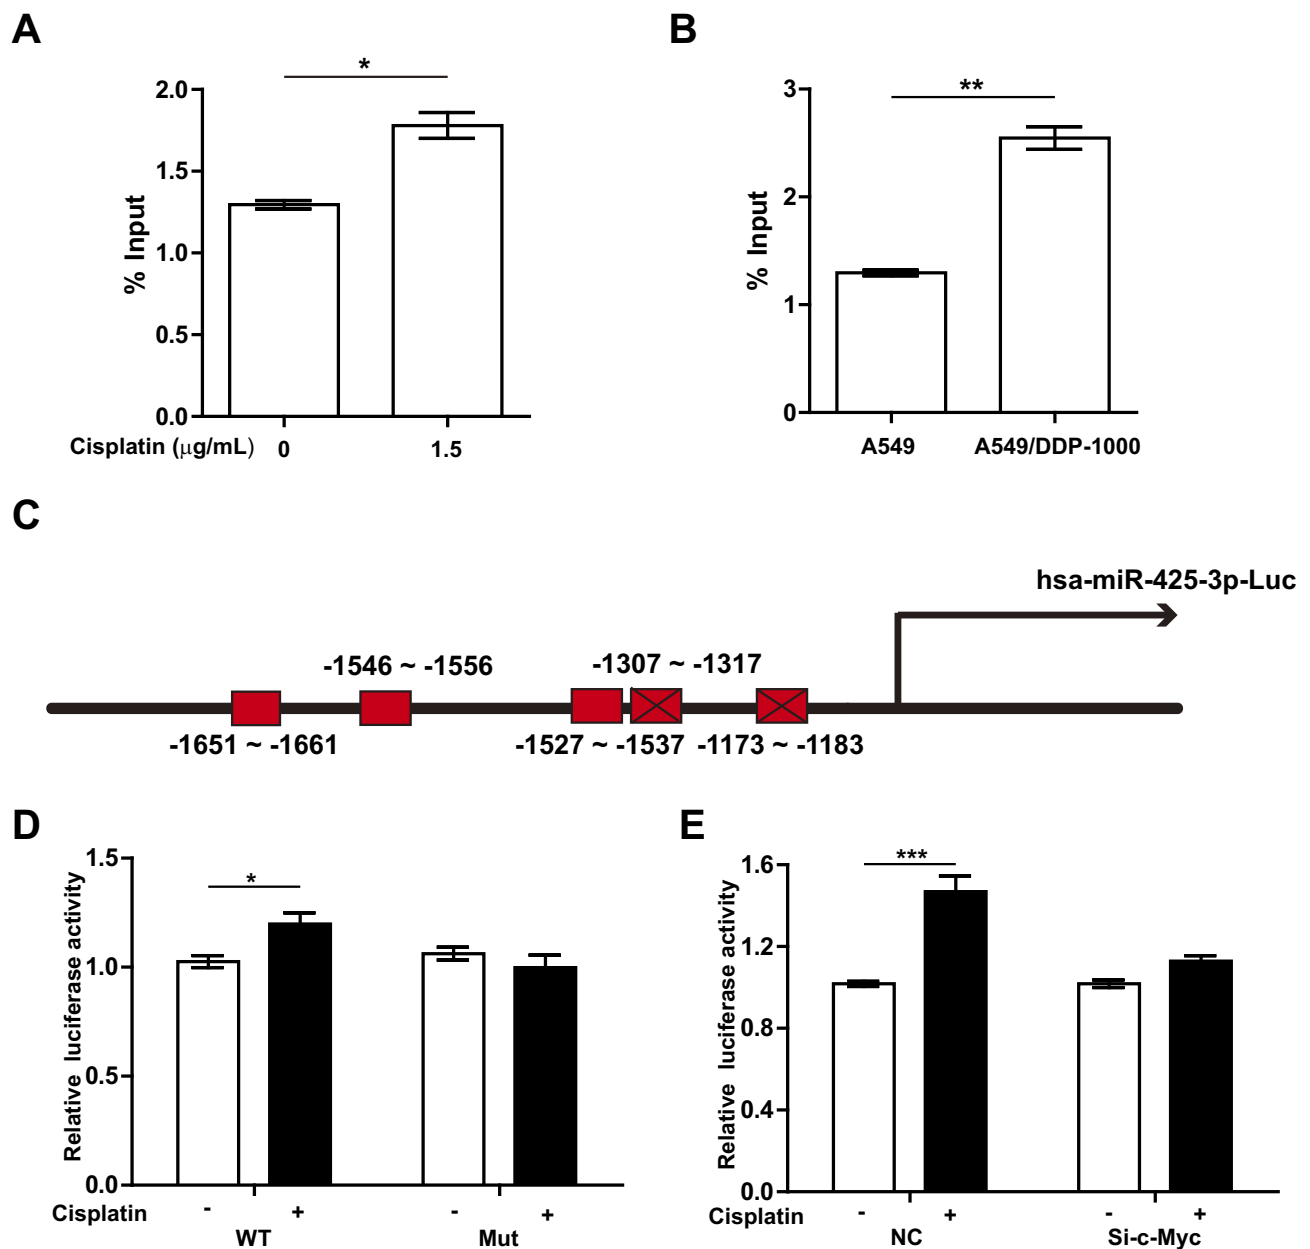 A
*
2.0
1.5
1.0
0.5
0.0
% Input
Cisplatin (μg/mL) 0 1.5
B
**
3
2
1
0
% Input
A549 A549/DDP-1000
C
hsa-miR-425-3p-Luc
-1546 ~ -1556 -1307 ~ -1317
-1651 ~ -1661 -1527 ~ -1537 -1173 ~ -1183
D
*
1.5
1.0
0.5
0.0
Relative luciferase activity
Cisplatin - + - +
WT Mut
E
***
1.6
1.2
0.8
0.4
0.0
Relative luciferase activity
Cisplatin - + - +
NC Si-c-Myc